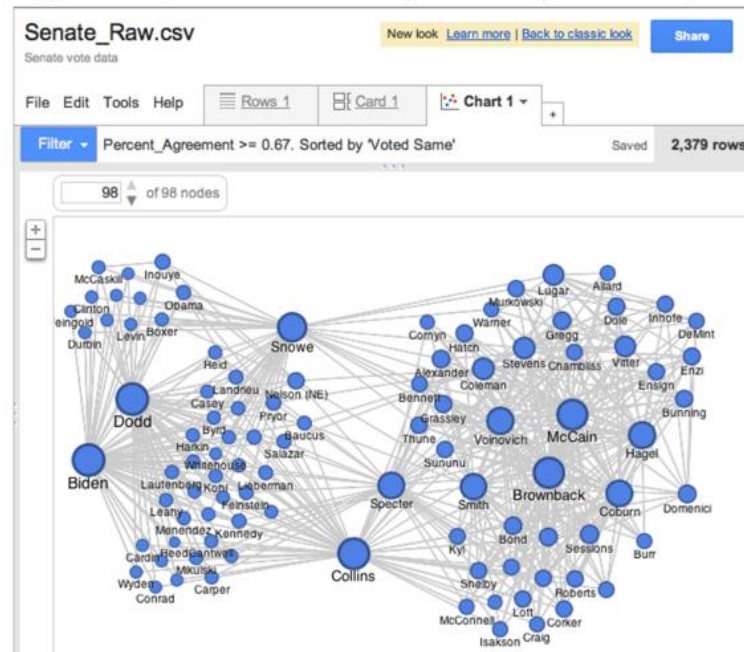 Senate_Raw.csv
Senate vote data
New look Learn more | Back to classic look
Share
File Edit Tools Help
Rows 1
Card 1
Chart 1
+
Filter
Percent_Agreement >= 0.67. Sorted by 'Voted Same'
Saved
2,379 rows
98 of 98 nodes
+
−
McCaskill
Inouye
Clinton
Obama
eingold
Durbin
Levin
Boxer
Snowe
Reid
Landrieu
Nelson (NE)
Casey
Dodd
Pryor
Byrd
Baucus
Harkin
Salazar
Whitehouse
Biden
Lautenberg
Kohl
Lieberman
Leahy
Feinstein
Menendez
Kennedy
Cardin
Reed
Cantwell
Mikulski
Wyden
Carper
Conrad
Specter
Collins
Lugar
Allard
Murkowski
Warner
Dole
Inhofe
Cornyn
Gregg
DeMint
Hatch
Stevens
Chambliss
Vitter
Enzi
Alexander
Coleman
Ensign
Bennett
Grassley
Bunning
Thune
Voinovich
McCain
Hagel
Sununu
Smith
Brownback
Coburn
Domenici
Kyl
Bond
Sessions
Burr
Shelby
Roberts
McConnell
Lott
Corker
Isakson
Craig